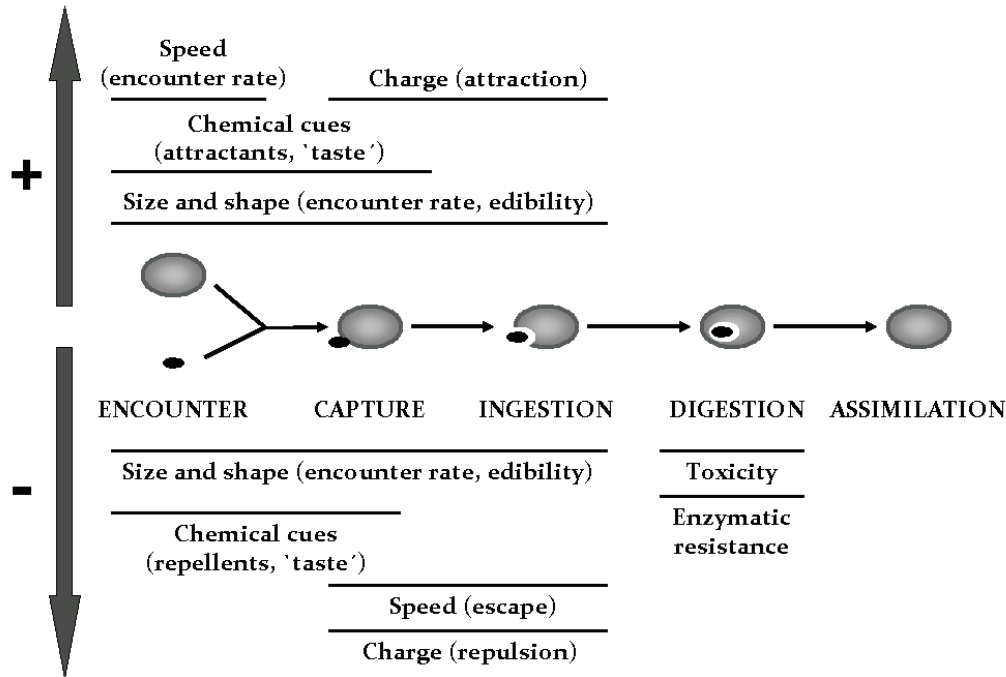 Speed
(encounter rate)
Charge (attraction)
Chemical cues
(attractants, `taste´)
+
Size and shape (encounter rate, edibility)
ENCOUNTER CAPTURE INGESTION DIGESTION ASSIMILATION
-
Size and shape (encounter rate, edibility)
Toxicity
Chemical cues
(repellents, `taste´)
Enzymatic
resistance
Speed (escape)
Charge (repulsion)